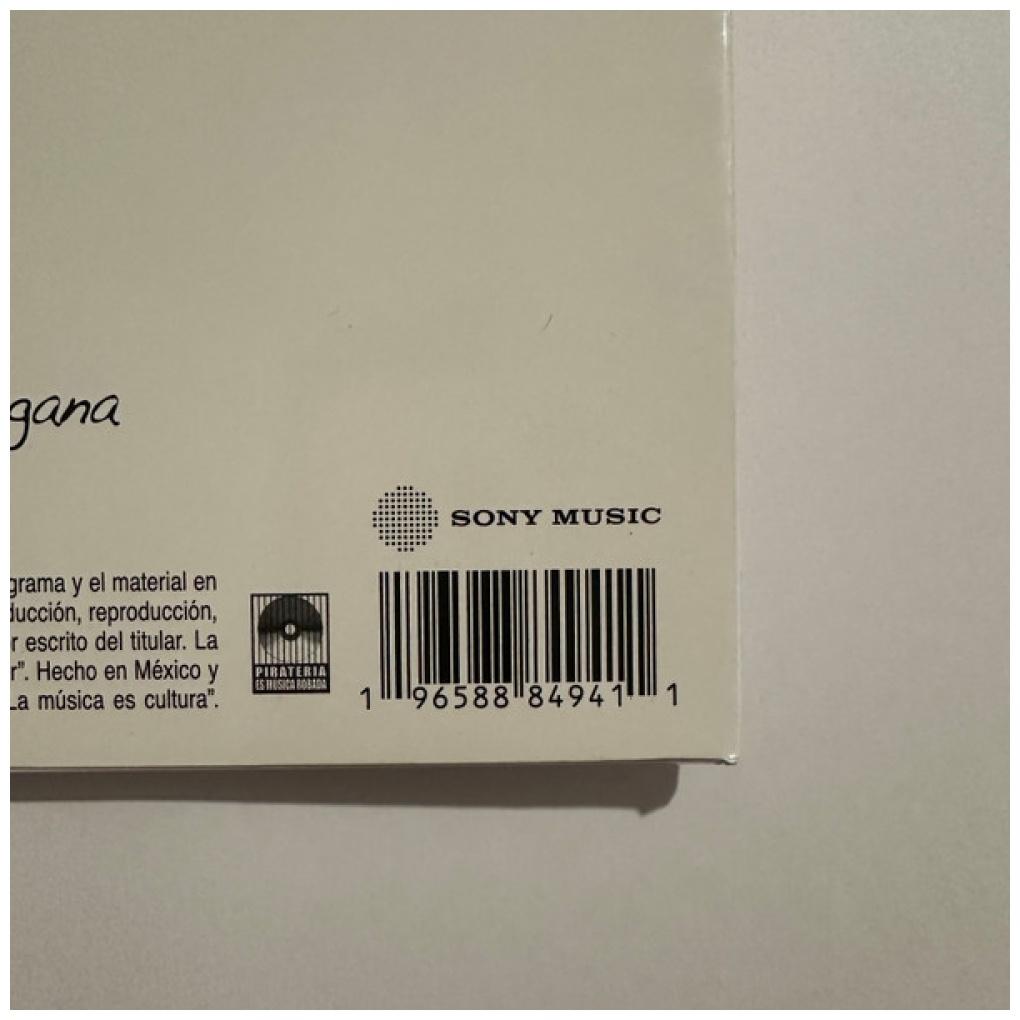 gana
SONY MUSIC
grama y el material en
ducción, reproducción,
r escrito del titular. La
r”. Hecho en México y
La música es cultura”.
PIRATERIA
ES MUSICA ROBADA
1 96588 84941 1